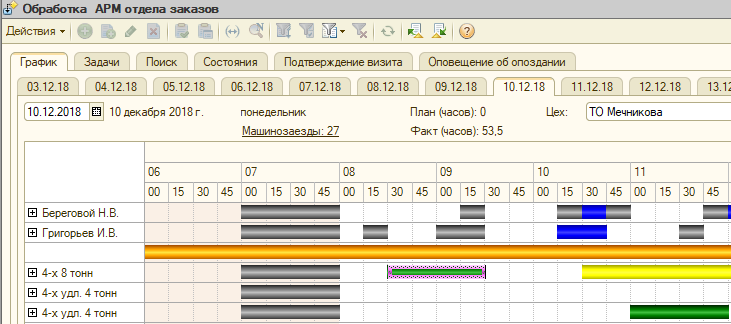 Обработка АРМ отдела заказов
Действия
График Задачи Поиск Состояния Подтверждение визита Оповещение об опоздании
03.12.18 04.12.18 05.12.18 06.12.18 07.12.18 08.12.18 09.12.18 10.12.18 11.12.18 12.12.18 13.12
10.12.2018 10 декабря 2018 г. понедельник План (часов): 0 Цех: ТО Мечникова
Машинозаезды: 27 Факт (часов): 53,5
06 07 08 09 10 11
00 15 30 45 00 15 30 45 00 15 30 45 00 15 30 45 00 15 30 45 00 15 30 45
Береговой Н.В.
Григорьев И.В.
4-х 8 тонн
4-х удл. 4 тонн
4-х удл. 4 тонн